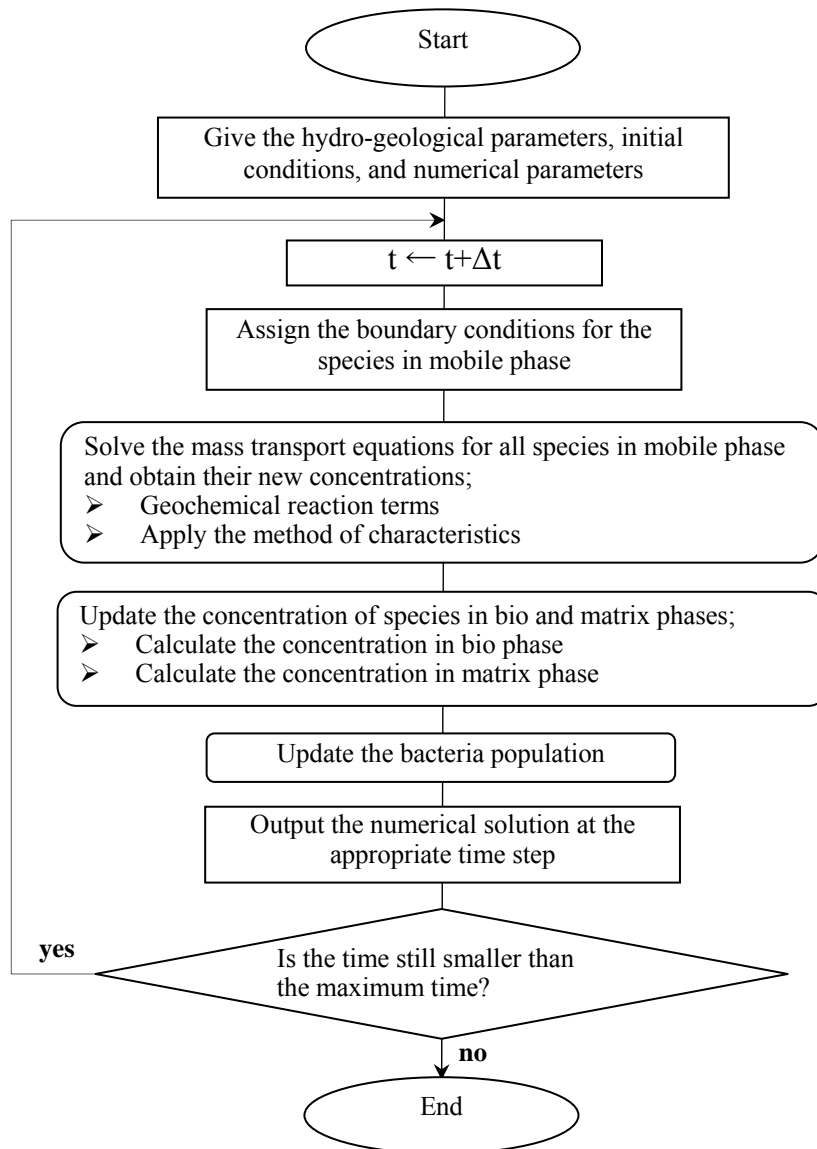 Start
Give the hydro-geological parameters, initial
conditions, and numerical parameters
t ← t+Δt
Assign the boundary conditions for the
species in mobile phase
Solve the mass transport equations for all species in mobile phase
and obtain their new concentrations;
➢ Geochemical reaction terms
➢ Apply the method of characteristics
Update the concentration of species in bio and matrix phases;
➢ Calculate the concentration in bio phase
➢ Calculate the concentration in matrix phase
Update the bacteria population
Output the numerical solution at the
appropriate time step
yes
Is the time still smaller than
the maximum time?
no
End